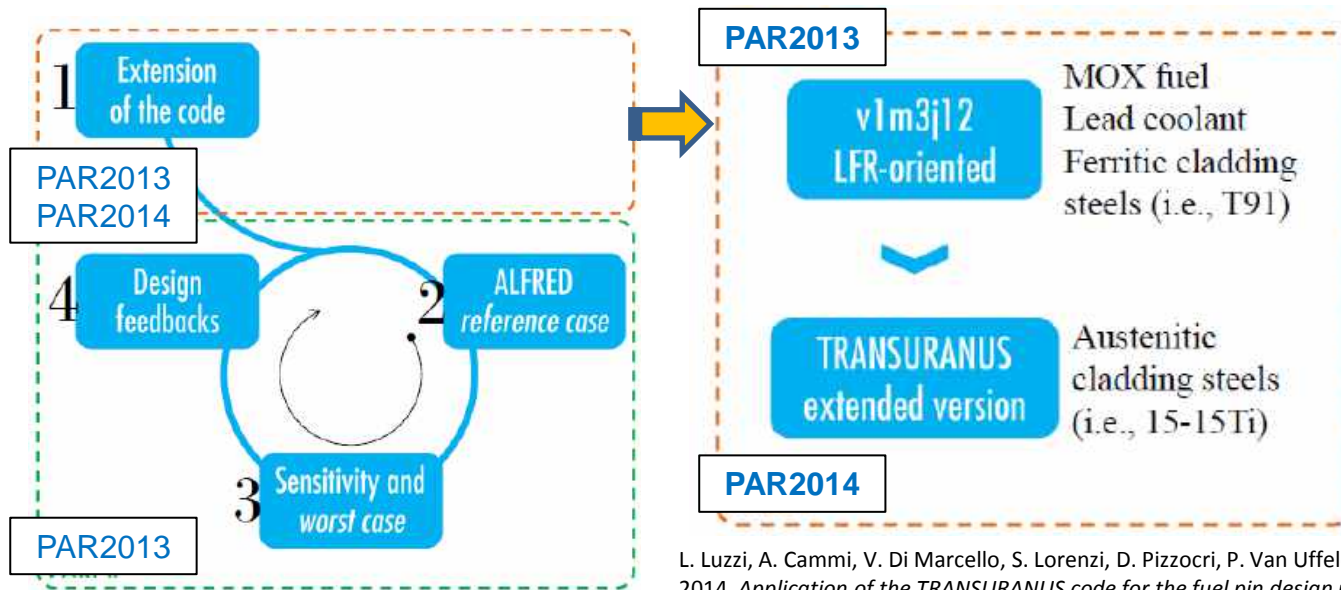 1
Extension
of the code
PAR2013
PAR2014
4
Design
feedbacks
2
ALFRED
reference case
3
Sensitivity and
worst case
PAR2013
PAR2013
v1m3j12
LFR-oriented
MOX fuel
Lead coolant
Ferritic cladding
steels (i.e., T91)
TRANSURANUS
extended version
Austenitic
cladding steels
(i.e., 15-15Ti)
PAR2014
L. Luzzi, A. Cammi, V. Di Marcello, S. Lorenzi, D. Pizzocri, P. Van Uffel
2014. Application of the TRANSURANUS code for the fuel pin design